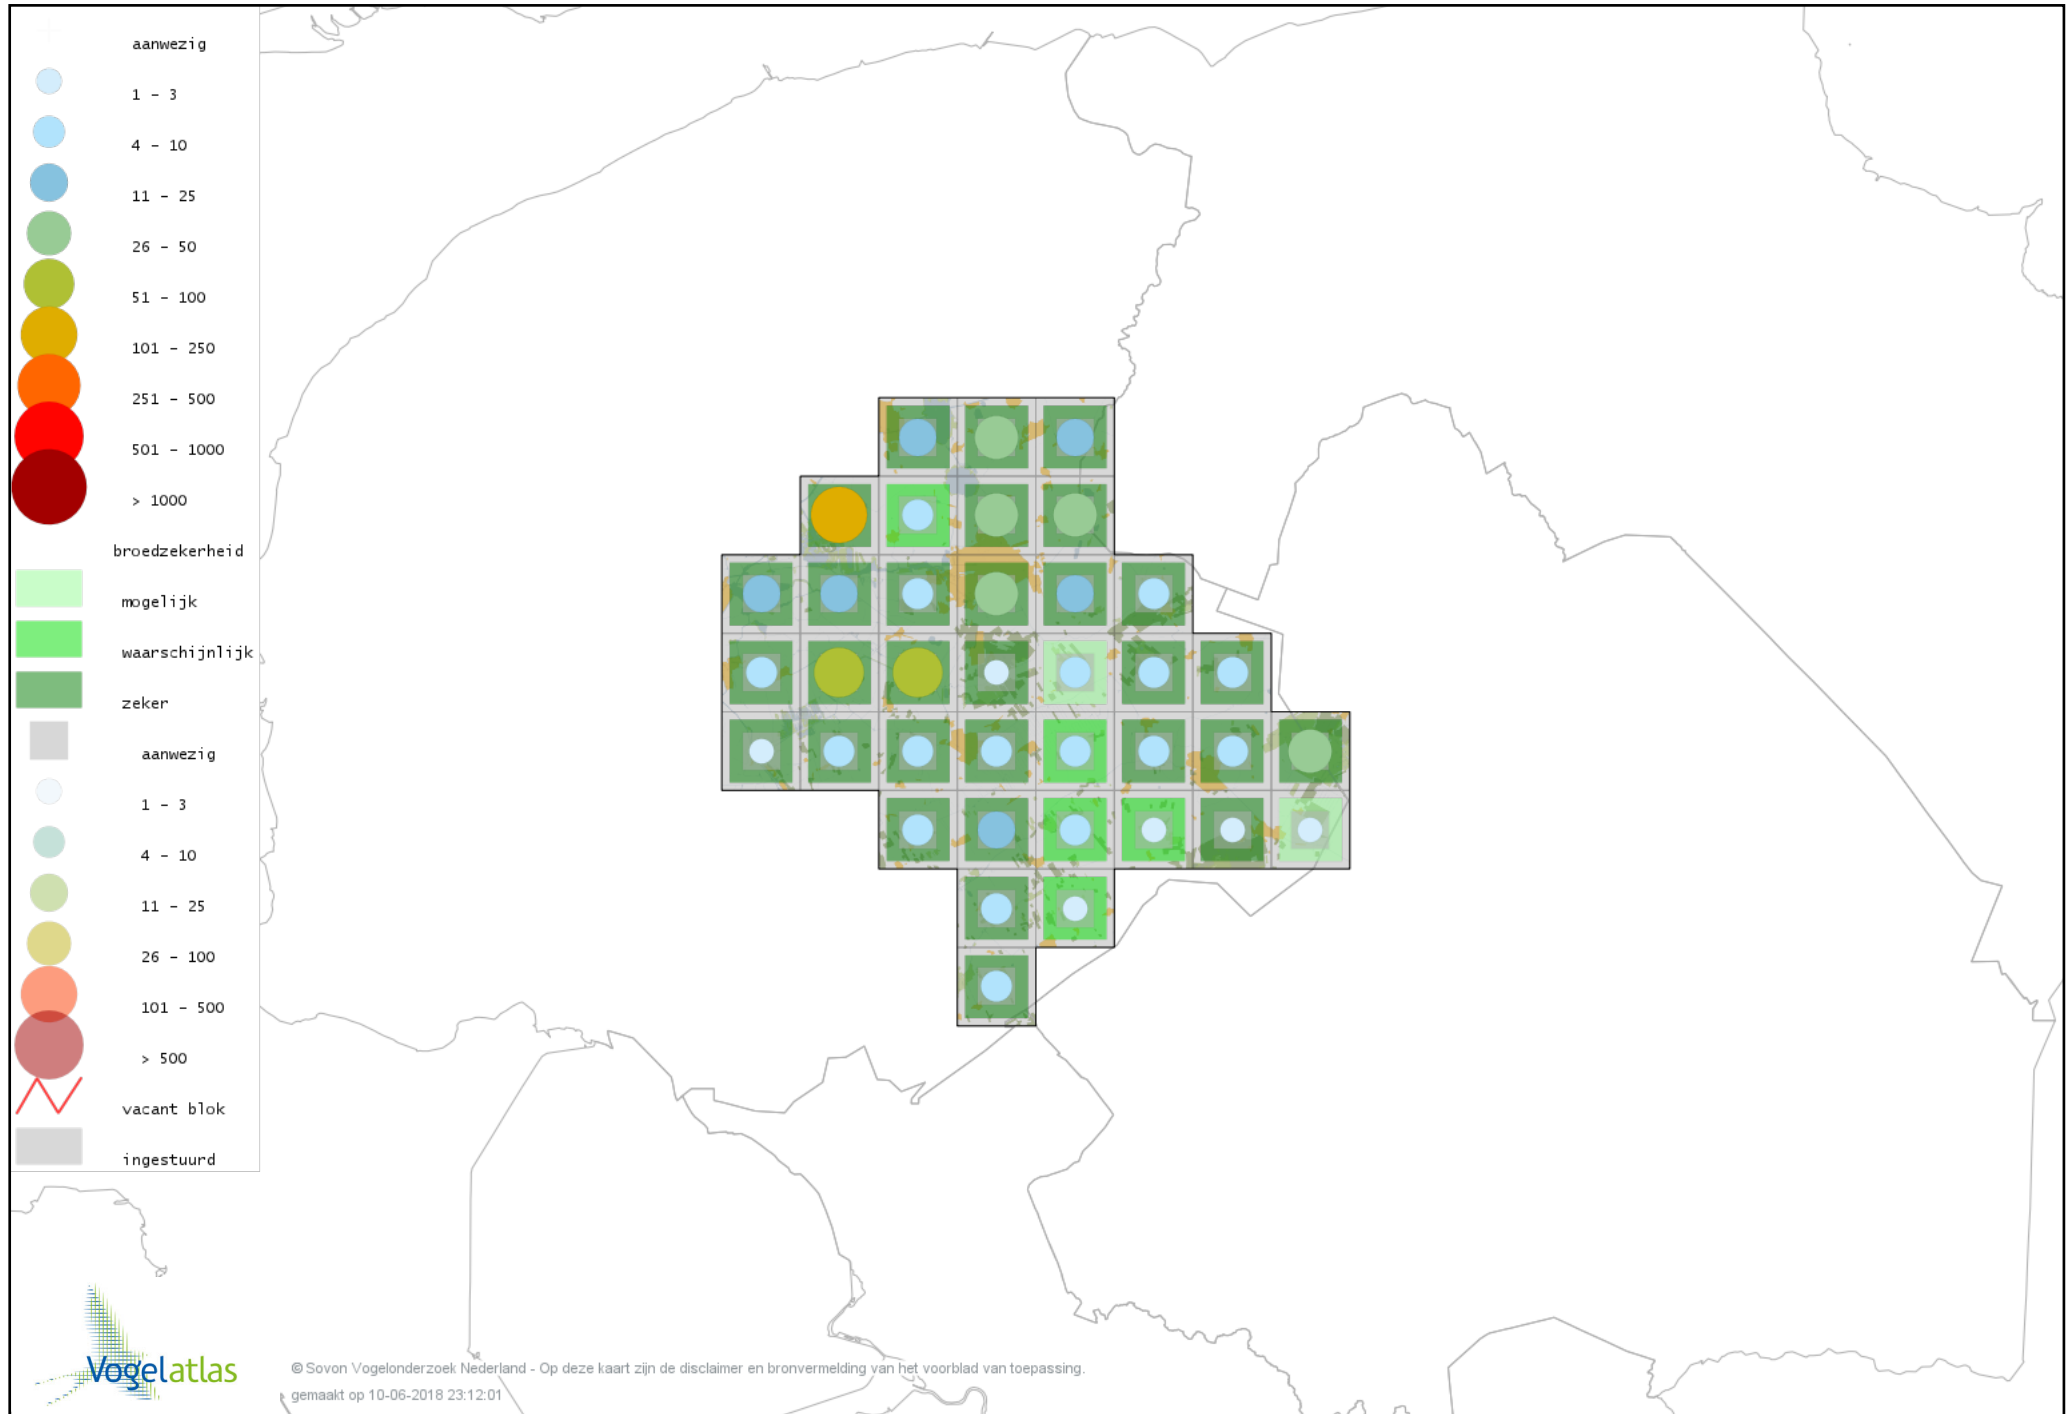 aanwezig
1 - 3
4 - 10
11 - 25
26 - 50
51 - 100
101 - 250
251 - 500
501 - 1000
> 1000
broedzekerheid
mogelijk
waarschijnlijk
zeker
aanwezig
1 - 3
4 - 10
11 - 25
26 - 100
101 - 500
> 500
vacant blok
ingestuurd
Vogelatlas
© Sovon Vogelonderzoek Nederland - Op deze kaart zijn de disclaimer en bronvermelding van het voorblad van toepassing.
gemaakt op 10-06-2018 23:12:01